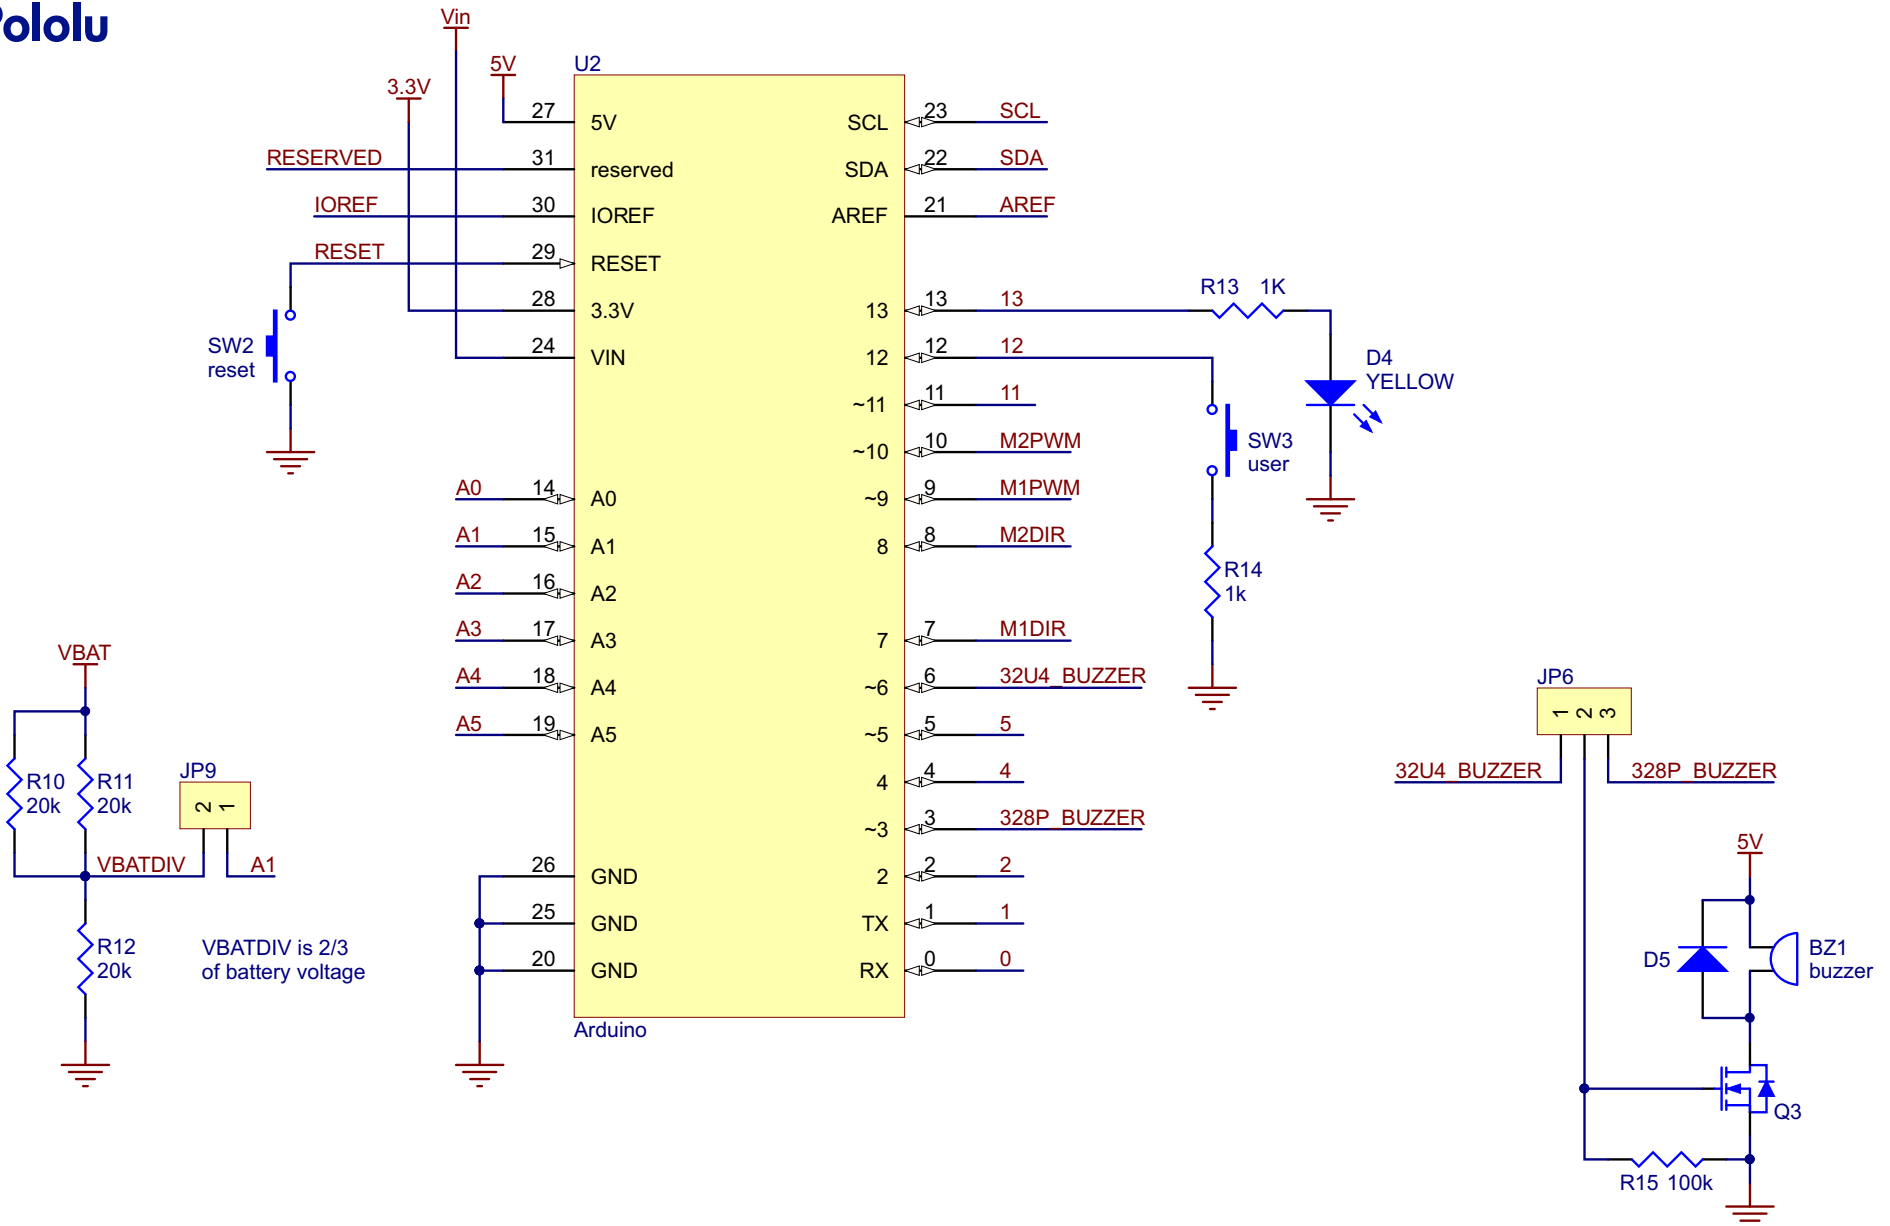 Pololu
Vin
5V
3.3V
U2
27 5V
RESERVED 31 reserved
IOREF 30 IOREF
RESET 29 RESET
28 3.3V
24 VIN
SW2
reset
A0 14 A0
A1 15 A1
A2 16 A2
A3 17 A3
A4 18 A4
A5 19 A5
26 GND
25 GND
20 GND
SCL 23 SCL
SDA 22 SDA
AREF 21 AREF
13 13 13
12 12 12
~11 11 11
~10 10 M2PWM
~9 9 M1PWM
8 8 M2DIR
7 7 M1DIR
~6 6 32U4_BUZZER
~5 5 5
4 4 4
~3 3 328P_BUZZER
2 2 2
TX 1 1
RX 0 0
Arduino
R13 1K
D4
YELLOW
SW3
user
R14
1k
VBAT
R10
20k
R11
20k
JP9
2 1
VBATDIV
A1
R12
20k
VBATDIV is 2/3
of battery voltage
JP6
1 2 3
32U4_BUZZER
328P_BUZZER
5V
D5
BZ1
buzzer
Q3
R15 100k